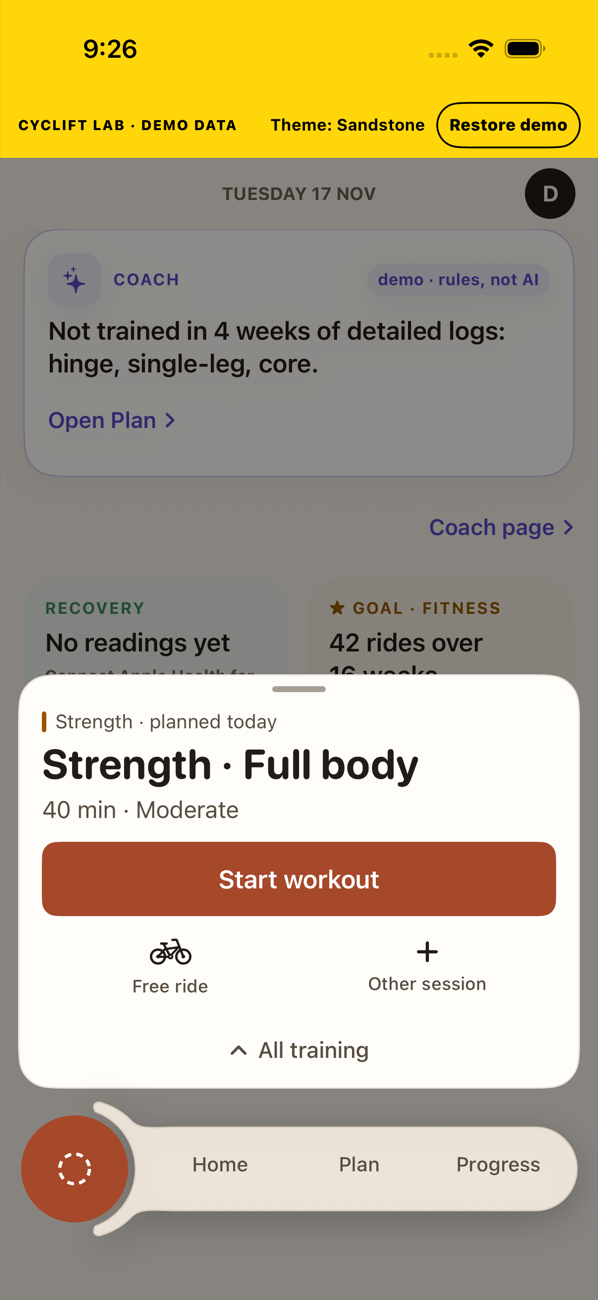 9:26
CYCLIFT LAB · DEMO DATA
Theme: Sandstone
Restore demo
TUESDAY 17 NOV
D
COACH
demo · rules, not AI
Not trained in 4 weeks of detailed logs:
hinge, single-leg, core.
Open Plan
Coach page
RECOVERY
No readings yet
GOAL · FITNESS
42 rides over
16 weeks
Strength · planned today
Strength · Full body
40 min · Moderate
Start workout
Free ride
Other session
All training
Home
Plan
Progress